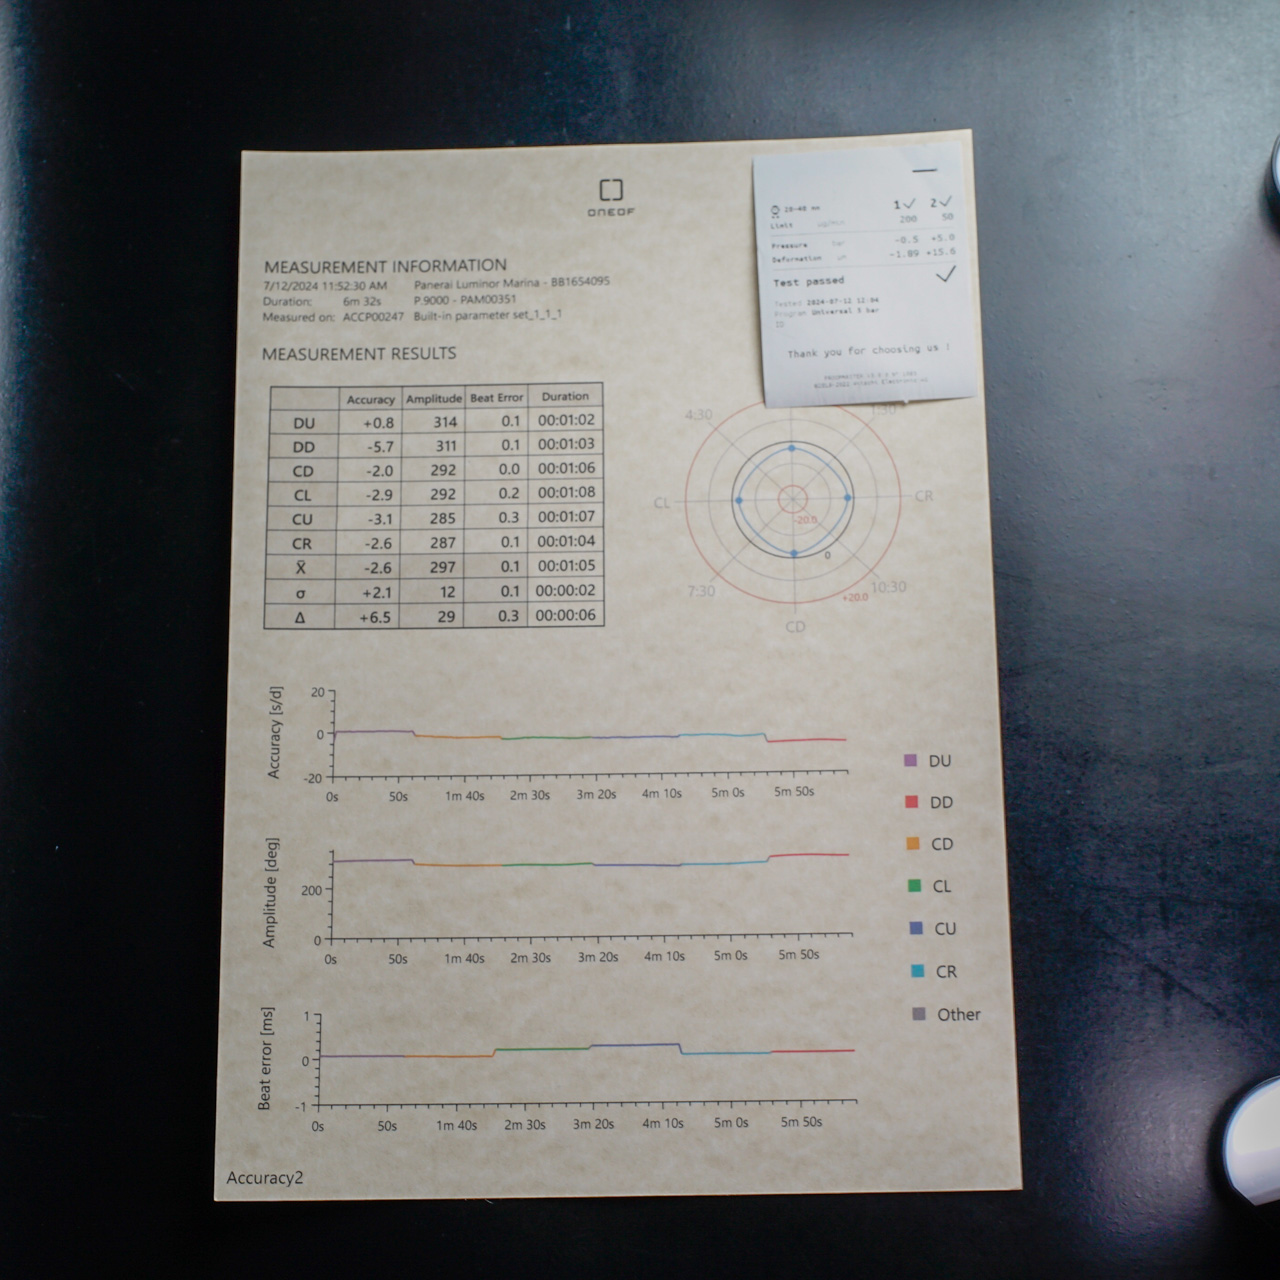 ONEOF
MEASUREMENT INFORMATION
7/12/2024 11:52:30 AM Panerai Luminor Marina - BB1654095
Duration: 6m 32s P.9000 - PAM00351
Measured on: ACCP00247 Built-in parameter set_1_1_1
MEASUREMENT RESULTS
Accuracy Amplitude Beat Error Duration
DU +0.8 314 0.1 00:01:02
DD -5.7 311 0.1 00:01:03
CD -2.0 292 0.0 00:01:06
CL -2.9 292 0.2 00:01:08
CU -3.1 285 0.3 00:01:07
CR -2.6 287 0.1 00:01:04
X̄ -2.6 297 0.1 00:01:05
σ +2.1 12 0.1 00:00:02
Δ +6.5 29 0.3 00:00:06
1✓ 2✓
Limit 200 50
Pressure bar -0.5 +5.0
Deformation -1.89 +15.6
Test passed ✓
Tested 2024-07-12 12:04
Program Universal 5 bar
ID
Thank you for choosing us !
4:30 1:30
CL CR
-20.0
0
7:30 10:30
+20.0
CD
Accuracy [s/d]
20
0
-20
0s 50s 1m 40s 2m 30s 3m 20s 4m 10s 5m 0s 5m 50s
Amplitude [deg]
200
0
0s 50s 1m 40s 2m 30s 3m 20s 4m 10s 5m 0s 5m 50s
Beat error [ms]
1
0
-1
0s 50s 1m 40s 2m 30s 3m 20s 4m 10s 5m 0s 5m 50s
DU
DD
CD
CL
CU
CR
Other
Accuracy2